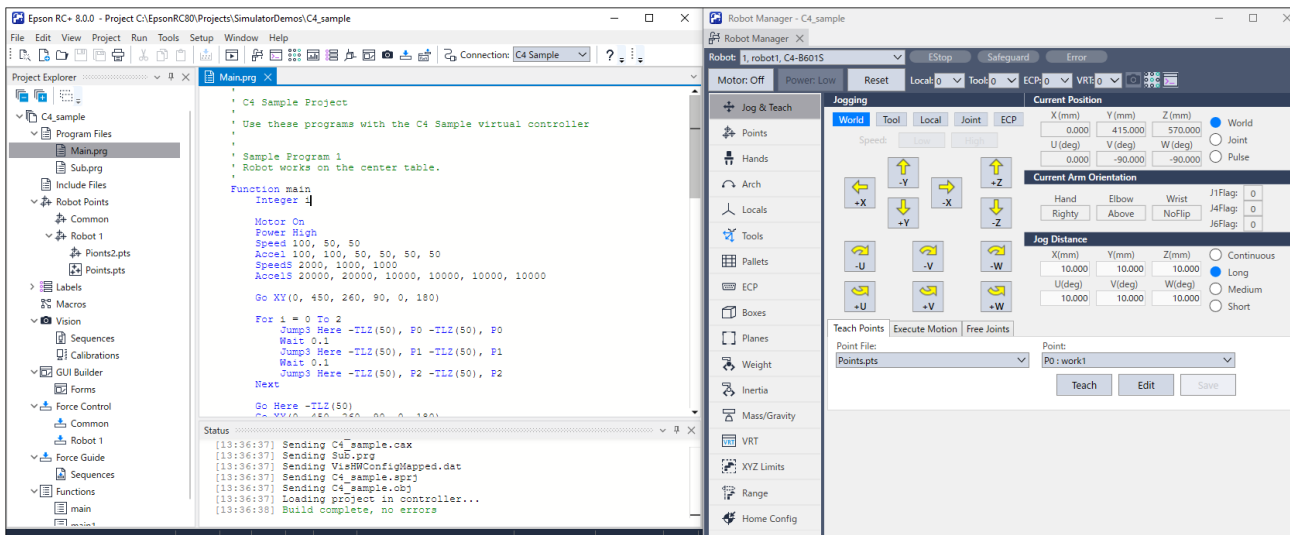 Epson RC+ 8.0.0 - Project C:\EpsonRC80\Projects\SimulatorDemos\C4_sample
File Edit View Project Run Tools Setup Window Help
Connection: C4 Sample
Project Explorer
C4_sample
Program Files
Main.prg
Sub.prg
Include Files
Robot Points
Common
Robot 1
Pionts2.pts
Points.pts
Labels
Macros
Vision
Sequences
Calibrations
GUI Builder
Forms
Force Control
Common
Robot 1
Force Guide
Sequences
Functions
main
main1
Main.prg
'
' C4 Sample Project
'
' Use these programs with the C4 Sample virtual controller
'
'
' Sample Program 1
' Robot works on the center table.
'
Function main
Integer i
Motor On
Power High
Speed 100, 50, 50
Accel 100, 100, 50, 50, 50, 50
SpeedS 2000, 1000, 1000
AccelS 20000, 20000, 10000, 10000, 10000, 10000
Go XY(0, 450, 260, 90, 0, 180)
For i = 0 To 2
Jump3 Here -TLZ(50), P0 -TLZ(50), P0
Wait 0.1
Jump3 Here -TLZ(50), P1 -TLZ(50), P1
Wait 0.1
Jump3 Here -TLZ(50), P2 -TLZ(50), P2
Next
Go Here -TLZ(50)
Go XY(0, 450, 260, 90, 0, 180)
Status
[13:36:37] Sending C4_sample.cax
[13:36:37] Sending Sub.prg
[13:36:37] Sending VisHWConfigMapped.dat
[13:36:37] Sending C4_sample.sprj
[13:36:37] Sending C4_sample.obj
[13:36:37] Loading project in controller...
[13:36:38] Build complete, no errors
Robot Manager - C4_sample
Robot Manager
Robot: 1, robot1, C4-B601S EStop Safeguard Error
Motor: Off Power: Low Reset Local: 0 Tool: 0 ECP: 0 VRT: 0
Jog & Teach
Points
Hands
Arch
Locals
Tools
Pallets
ECP
Boxes
Planes
Weight
Inertia
Mass/Gravity
VRT
XYZ Limits
Range
Home Config
Jogging
World Tool Local Joint ECP
Speed: Low High
-Y +Z
+X -X
+Y -Z
-U -V -W
+U +V +W
Current Position
X (mm) Y (mm) Z (mm)
0.000 415.000 570.000
U (deg) V (deg) W (deg)
0.000 -90.000 -90.000
World
Joint
Pulse
Current Arm Orientation
Hand Elbow Wrist
Righty Above NoFlip
J1Flag: 0
J4Flag: 0
J6Flag: 0
Jog Distance
X(mm) Y(mm) Z(mm)
10.000 10.000 10.000
U(deg) V(deg) W(deg)
10.000 10.000 10.000
Continuous
Long
Medium
Short
Teach Points Execute Motion Free Joints
Point File: Point:
Points.pts P0 : work1
Teach Edit Save